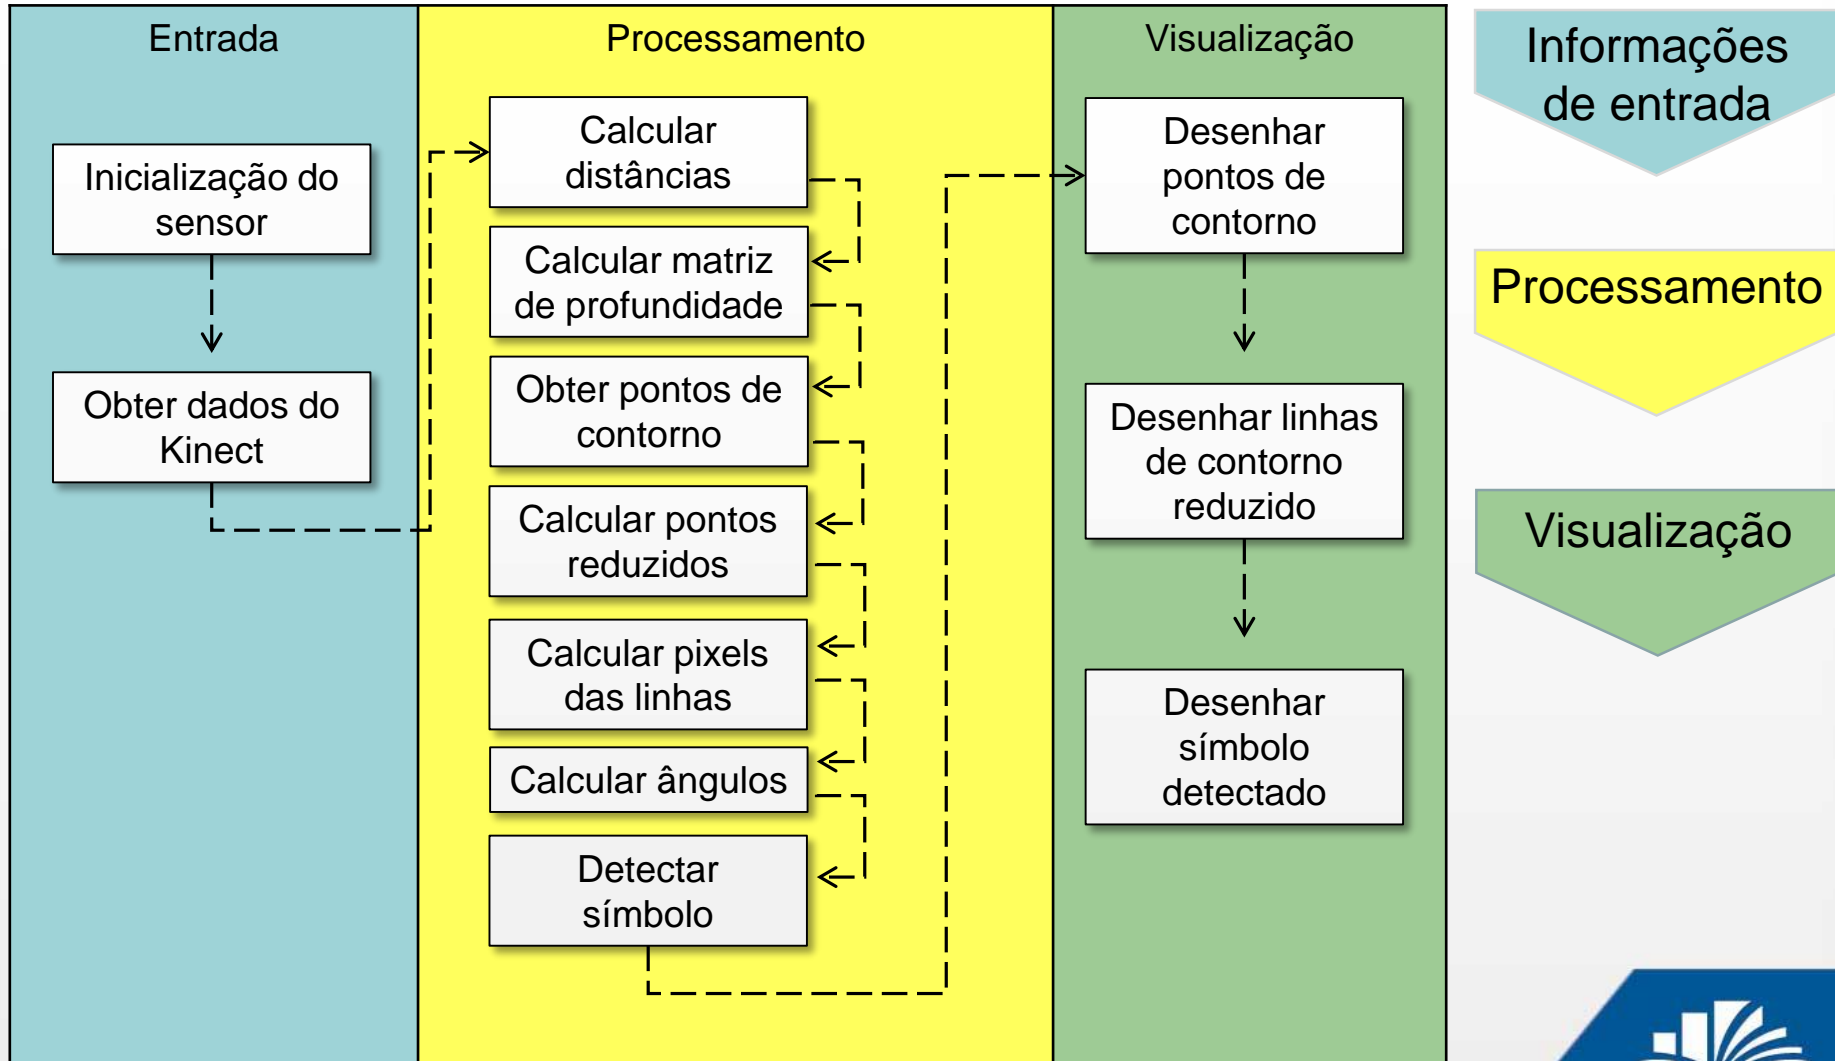 Entrada
Inicialização do
sensor
Obter dados do
Kinect
Processamento
Calcular
distâncias
Calcular matriz
de profundidade
Obter pontos de
contorno
Calcular pontos
reduzidos
Calcular pixels
das linhas
Calcular ângulos
Detectar
símbolo
Visualização
Desenhar
pontos de
contorno
Desenhar linhas
de contorno
reduzido
Desenhar
símbolo
detectado
Informações
de entrada
Processamento
Visualização